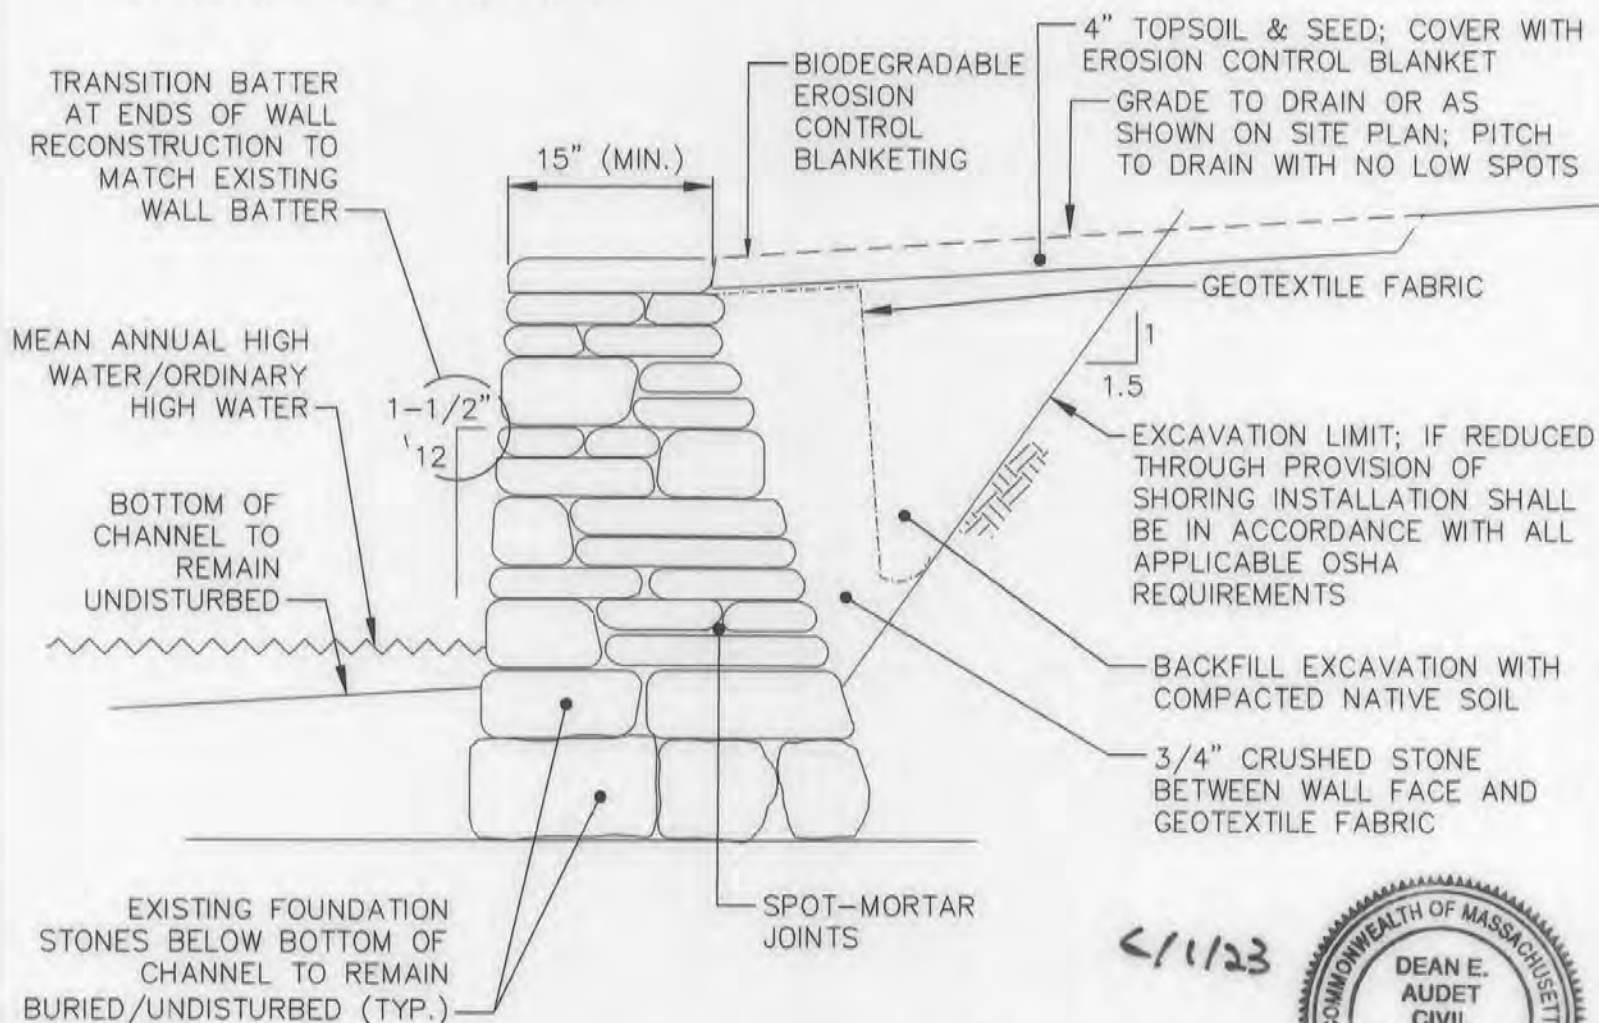 4" TOPSOIL & SEED; COVER WITH
EROSION CONTROL BLANKET
BIODEGRADABLE
EROSION
CONTROL
BLANKETING
GRADE TO DRAIN OR AS
SHOWN ON SITE PLAN; PITCH
TO DRAIN WITH NO LOW SPOTS
TRANSITION BATTER
AT ENDS OF WALL
RECONSTRUCTION TO
MATCH EXISTING
WALL BATTER
15" (MIN.)
GEOTEXTILE FABRIC
1
1.5
MEAN ANNUAL HIGH
WATER/ORDINARY
HIGH WATER
1-1/2"
12
EXCAVATION LIMIT; IF REDUCED
THROUGH PROVISION OF
SHORING INSTALLATION SHALL
BE IN ACCORDANCE WITH ALL
APPLICABLE OSHA
REQUIREMENTS
BOTTOM OF
CHANNEL TO
REMAIN
UNDISTURBED
BACKFILL EXCAVATION WITH
COMPACTED NATIVE SOIL
3/4" CRUSHED STONE
BETWEEN WALL FACE AND
GEOTEXTILE FABRIC
EXISTING FOUNDATION
STONES BELOW BOTTOM OF
CHANNEL TO REMAIN
BURIED/UNDISTURBED (TYP.)
SPOT-MORTAR
JOINTS
/1/23
COMMONWEALTH OF MASSACHUSETT
DEAN E.
AUDET
CIVIL